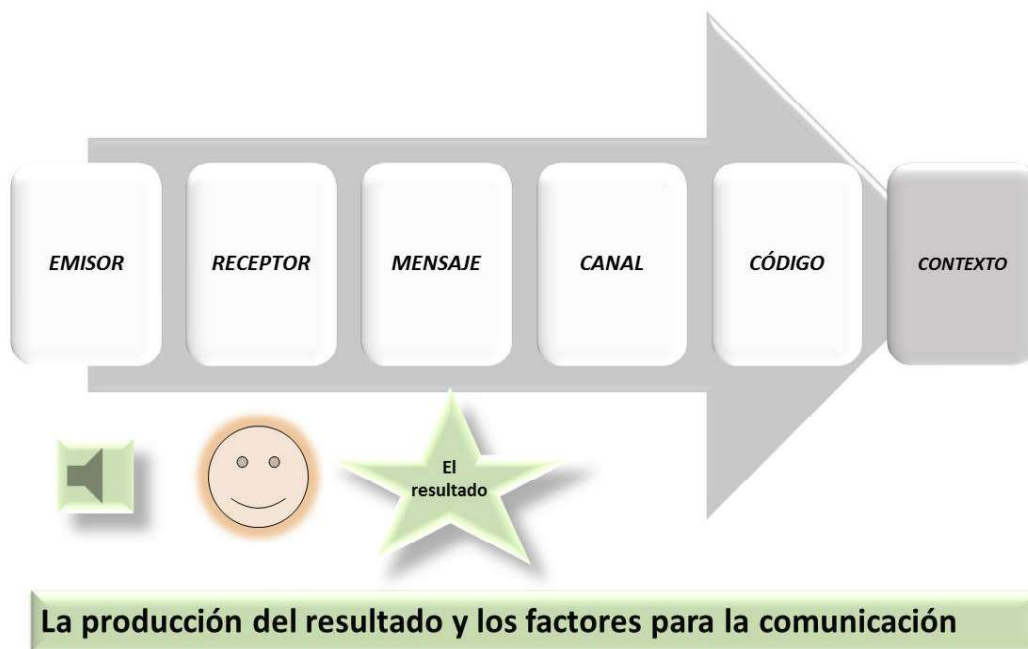 EMISOR
RECEPTOR
MENSAJE
CANAL
CÓDIGO
CONTEXTO
El
resultado
La producción del resultado y los factores para la comunicación